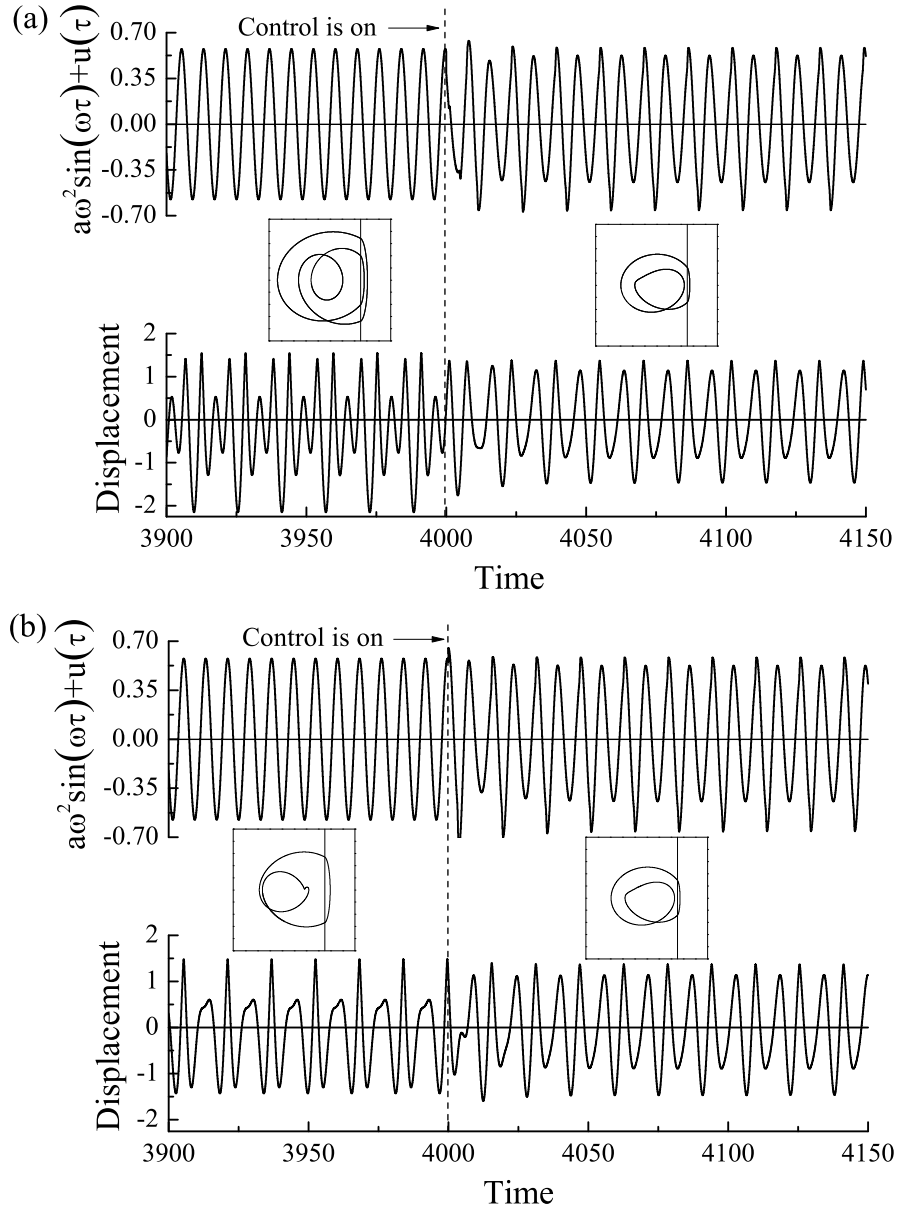 (a)
Control is on
aω²sin(ωτ)+u(τ)
0.70
0.35
0.00
-0.35
-0.70
Displacement
2
1
0
-1
-2
3900 3950 4000 4050 4100 4150
Time
(b)
Control is on
aω²sin(ωτ)+u(τ)
0.70
0.35
0.00
-0.35
-0.70
Displacement
2
1
0
-1
-2
3900 3950 4000 4050 4100 4150
Time